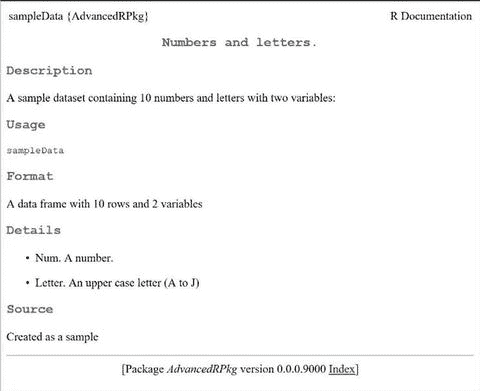 sampleData {AdvancedRPkg} R Documentation
Numbers and letters.
Description
A sample dataset containing 10 numbers and letters with two variables:
Usage
sampleData
Format
A data frame with 10 rows and 2 variables
Details
• Num. A number.
• Letter. An upper case letter (A to J)
Source
Created as a sample
[Package AdvancedRPkg version 0.0.0.9000 Index]